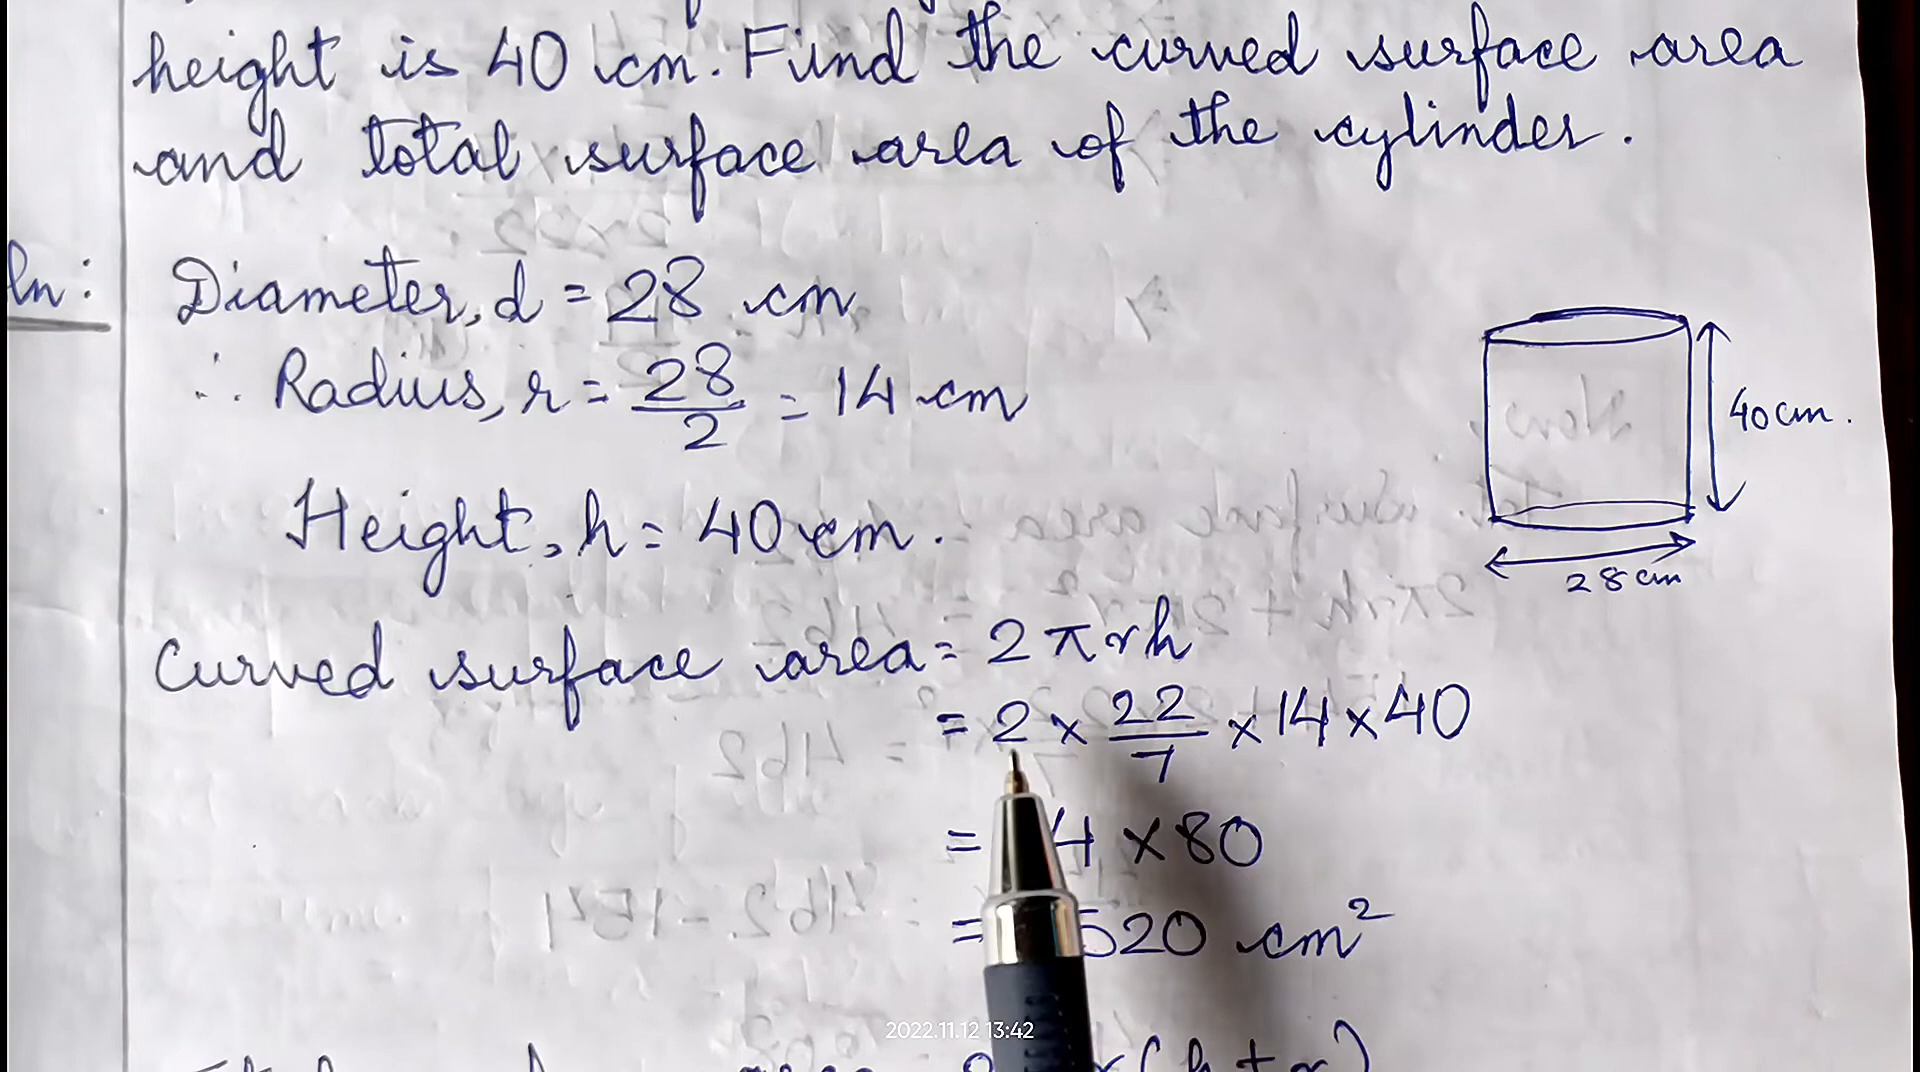 height is 40 cm. Find the curved surface area
and total surface area of the cylinder.
ln:
Diameter, d = 28 cm
∴ Radius, r = 28/2 = 14 cm
Height, h = 40 cm.
40 cm.
28 cm
Curved surface area = 2πrh
= 2 × 22/7 × 14 × 40
= 4 × 80
= 520 cm²
2022.11.12 13:42
(h + r)